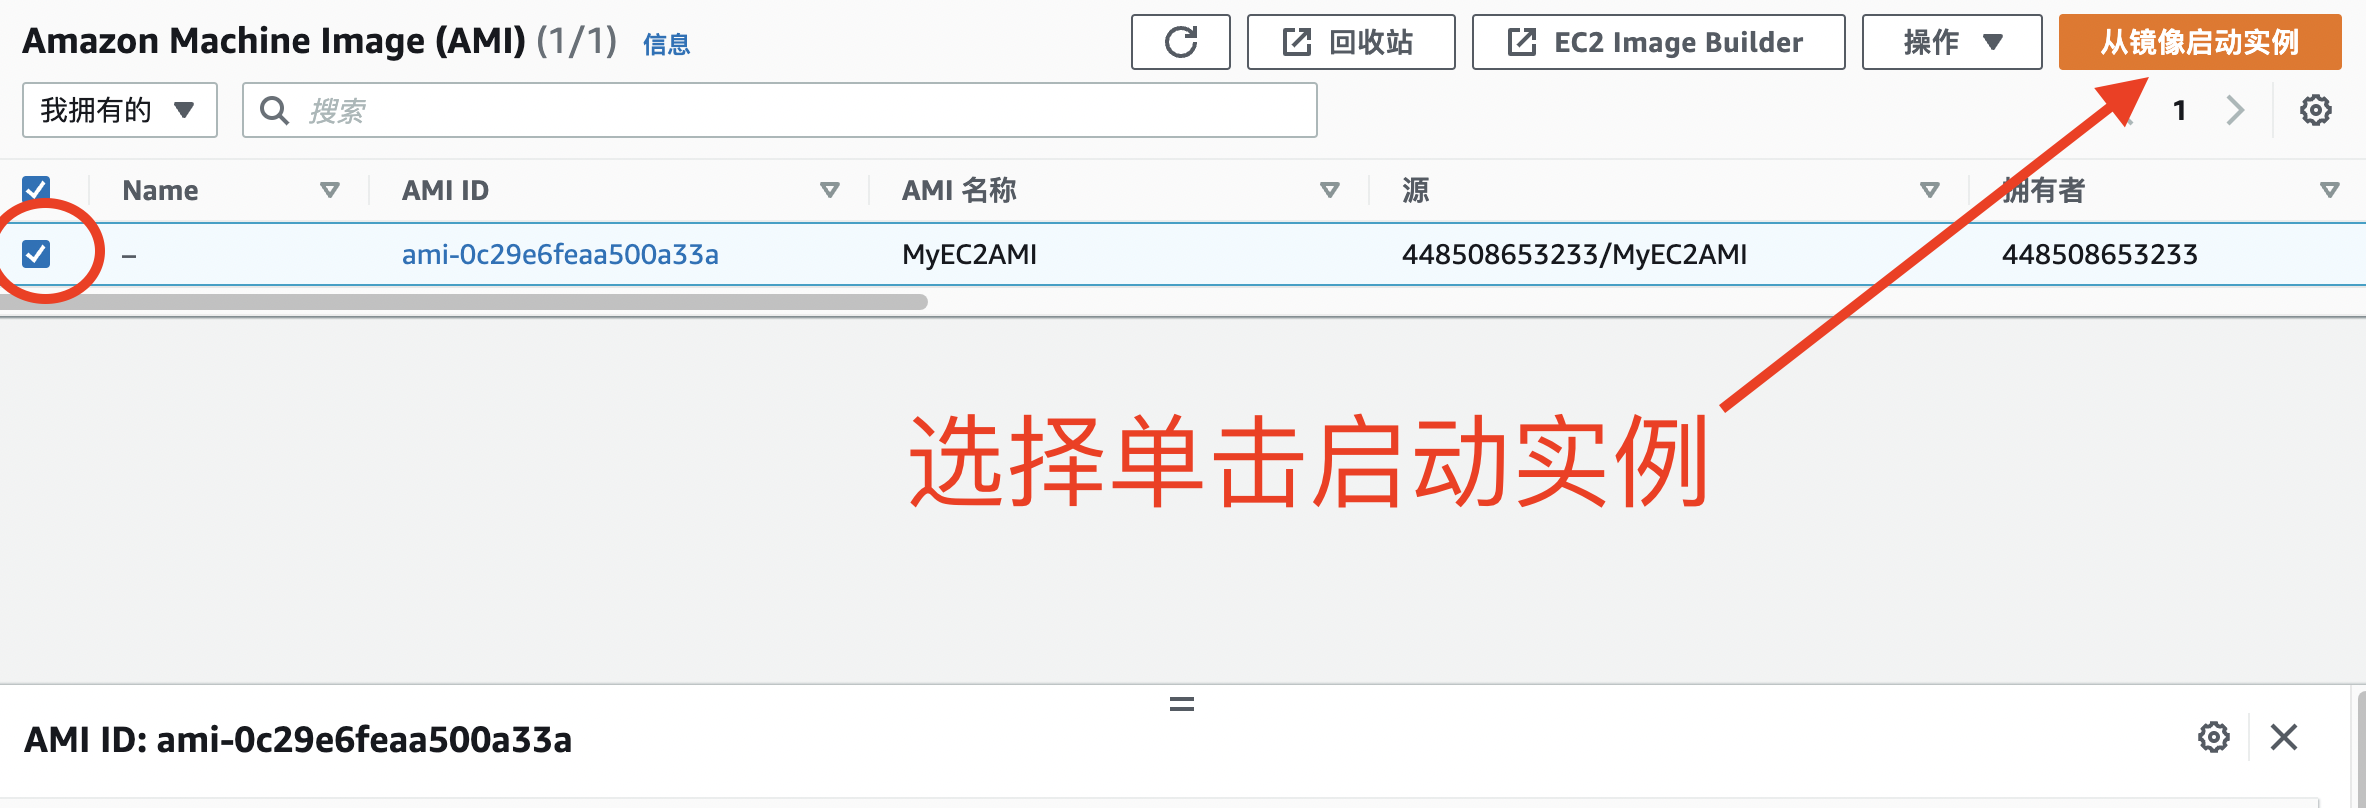 Amazon Machine Image (AMI) (1/1) 信息 回收站 EC2 Image Builder 操作 从镜像启动实例
我拥有的 搜索 1
Name AMI ID AMI 名称 源 拥有者
– ami-0c29e6feaa500a33a MyEC2AMI 448508653233/MyEC2AMI 448508653233
选择单击启动实例
AMI ID: ami-0c29e6feaa500a33a